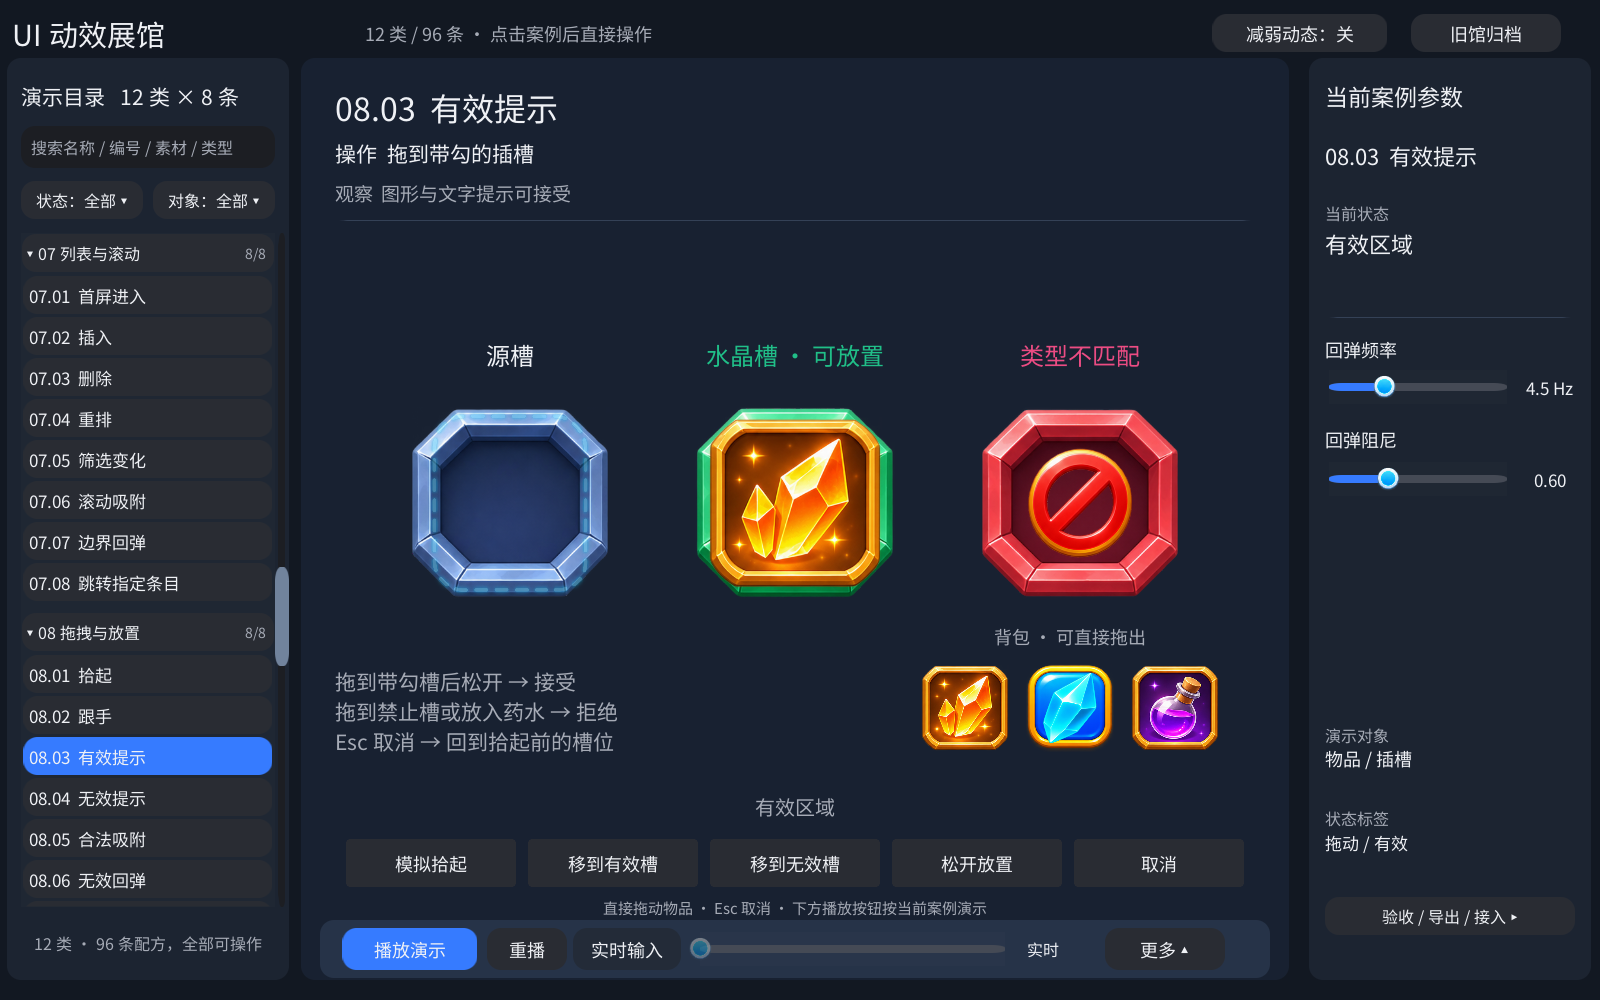 UI 动效展馆
12 类 / 96 条 • 点击案例后直接操作
减弱动态：关
旧馆归档
演示目录 12 类 × 8 条
搜索名称 / 编号 / 素材 / 类型
状态：全部 ▾
对象：全部 ▾
▾ 07 列表与滚动 8/8
07.01 首屏进入
07.02 插入
07.03 删除
07.04 重排
07.05 筛选变化
07.06 滚动吸附
07.07 边界回弹
07.08 跳转指定条目
▾ 08 拖拽与放置 8/8
08.01 拾起
08.02 跟手
08.03 有效提示
08.04 无效提示
08.05 合法吸附
08.06 无效回弹
12 类 • 96 条配方，全部可操作
08.03 有效提示
操作 拖到带勾的插槽
观察 图形与文字提示可接受
源槽
水晶槽 • 可放置
类型不匹配
背包 • 可直接拖出
拖到带勾槽后松开 → 接受
拖到禁止槽或放入药水 → 拒绝
Esc 取消 → 回到拾起前的槽位
有效区域
模拟拾起
移到有效槽
移到无效槽
松开放置
取消
直接拖动物品 • Esc 取消 • 下方播放按钮按当前案例演示
播放演示
重播
实时输入
实时
更多 ▴
当前案例参数
08.03 有效提示
当前状态
有效区域
回弹频率
4.5 Hz
回弹阻尼
0.60
演示对象
物品 / 插槽
状态标签
拖动 / 有效
验收 / 导出 / 接入 ▸